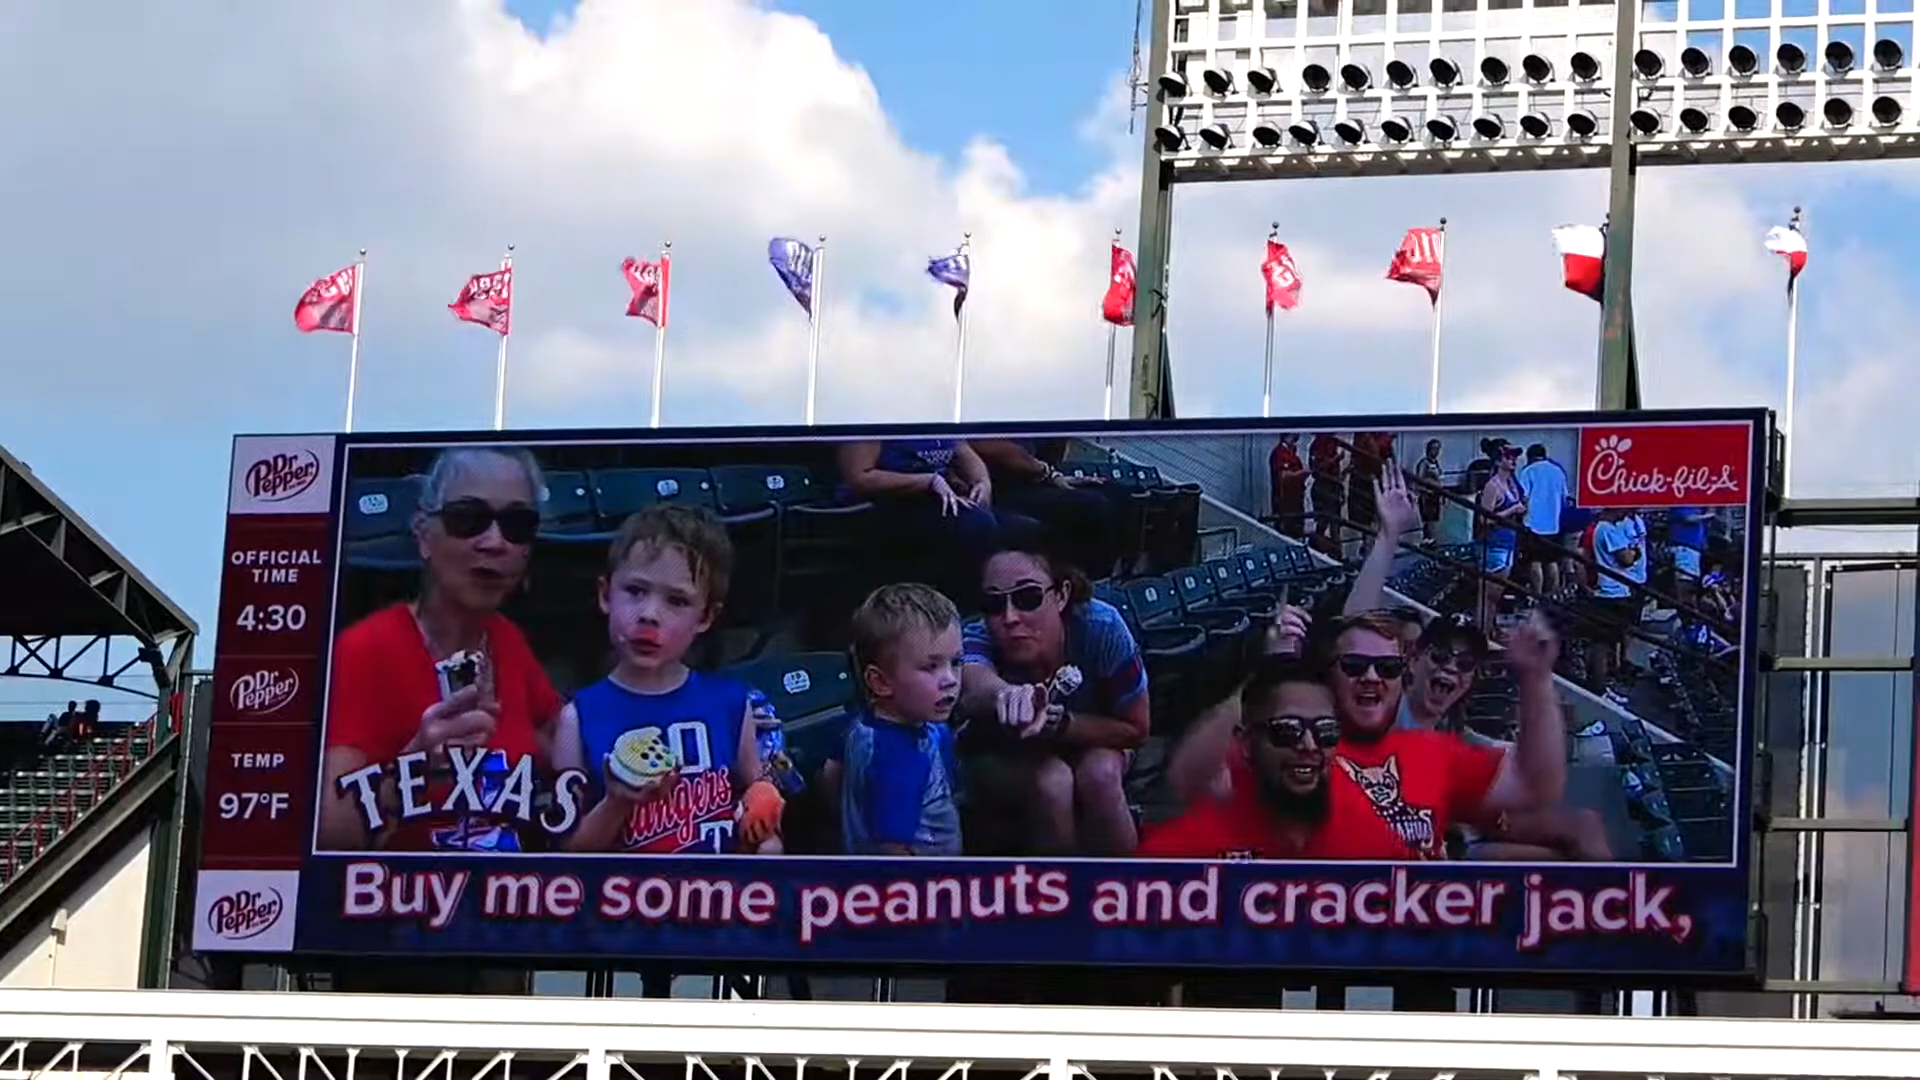 Dr Pepper
OFFICIAL
TIME
4:30
Dr Pepper
TEMP
97°F
Dr Pepper
Chick-fil-A
TEXAS
Rangers
Buy me some peanuts and cracker jack,